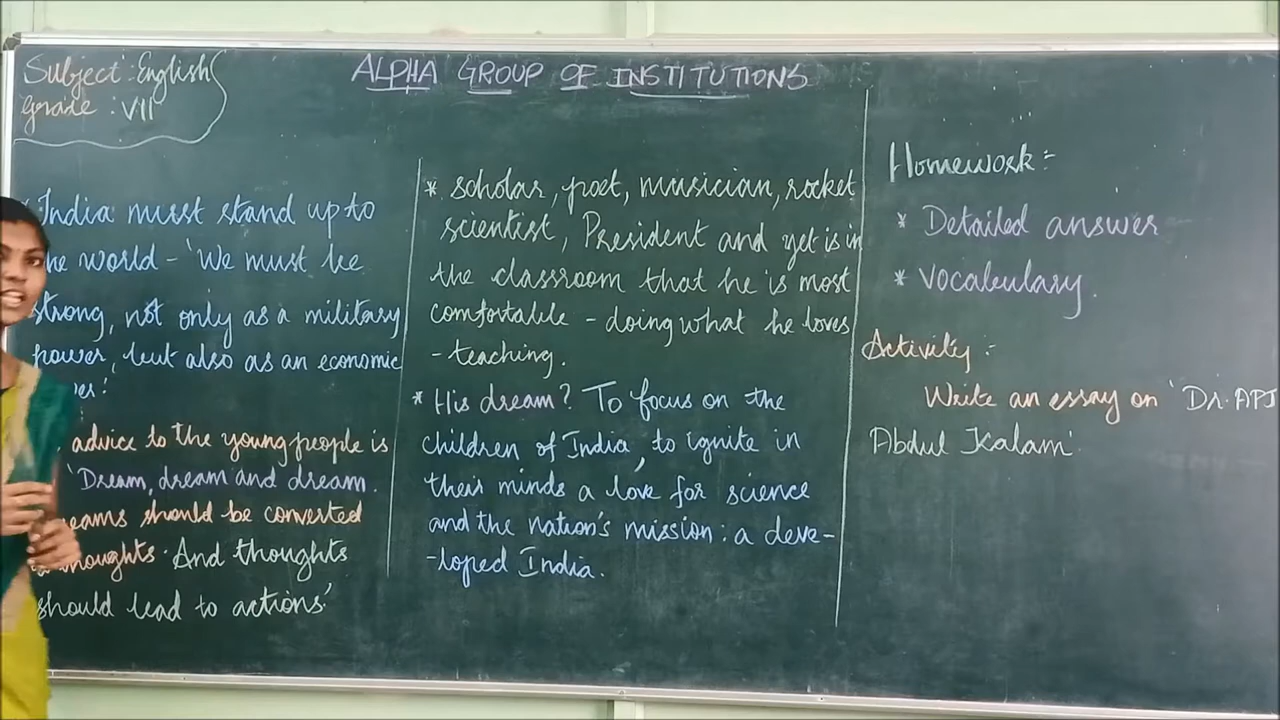 Subject : English
Grade : VII
ALPHA GROUP OF INSTITUTIONS
India must stand up to
world - 'We must be
strong, not only as a military
power, but also as an economic
advice to the young people is
'Dream, dream and dream.
should be converted
thoughts. And thoughts
should lead to actions'
* scholar, poet, musician, rocket
scientist, President and yet is in
the classroom that he is most
comfortable - doing what he loves
- teaching.
* His dream? To focus on the
children of India, to ignite in
their minds a love for science
and the nation's mission: a deve-
-loped India.
Homework:-
* Detailed answer
* Vocabulary.
Activity :-
Write an essay on 'Dr. APJ
Abdul Kalam'.